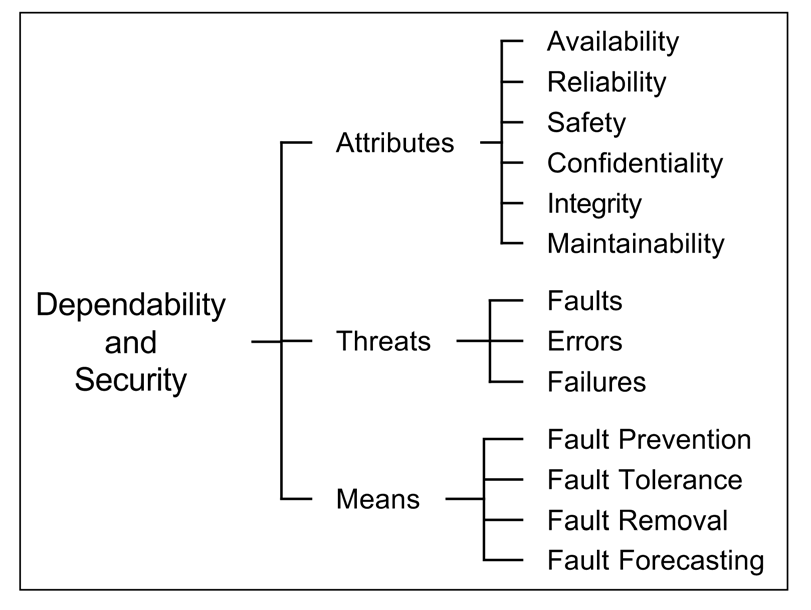 Dependability
and
Security
Attributes
Availability
Reliability
Safety
Confidentiality
Integrity
Maintainability
Threats
Faults
Errors
Failures
Means
Fault Prevention
Fault Tolerance
Fault Removal
Fault Forecasting